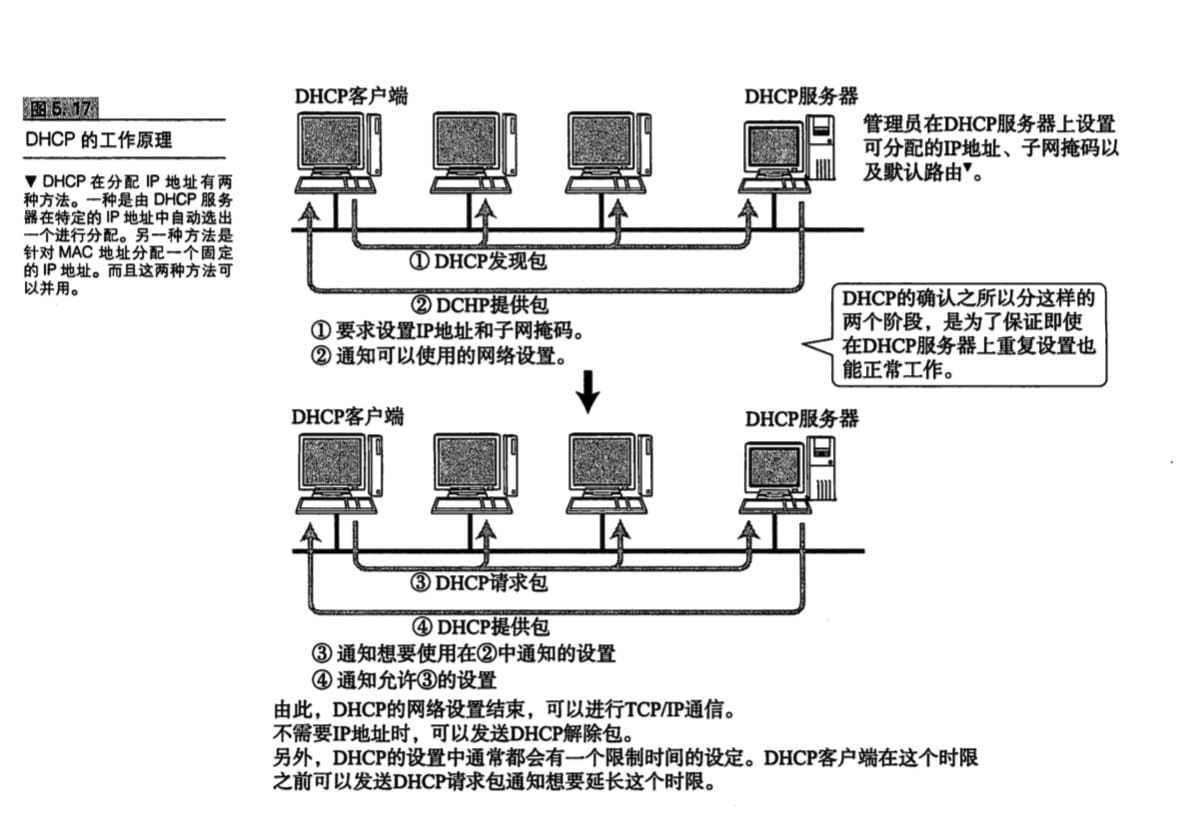 图5.17
DHCP 的工作原理
▼ DHCP 在分配 IP 地址有两
种方法。一种是由 DHCP 服务
器在特定的 IP 地址中自动选出
一个进行分配。另一种方法是
针对 MAC 地址分配一个固定
的 IP 地址。而且这两种方法可
以并用。
DHCP客户端
DHCP服务器
管理员在DHCP服务器上设置
可分配的IP地址、子网掩码以
及默认路由▼。
① DHCP发现包
② DCHP提供包
① 要求设置IP地址和子网掩码。
② 通知可以使用的网络设置。
DHCP的确认之所以分这样的
两个阶段，是为了保证即使
在DHCP服务器上重复设置也
能正常工作。
DHCP客户端
DHCP服务器
③ DHCP请求包
④ DHCP提供包
③ 通知想要使用在②中通知的设置
④ 通知允许③的设置
由此，DHCP的网络设置结束，可以进行TCP/IP通信。
不需要IP地址时，可以发送DHCP解除包。
另外，DHCP的设置中通常都会有一个限制时间的设定。DHCP客户端在这个时限
之前可以发送DHCP请求包通知想要延长这个时限。